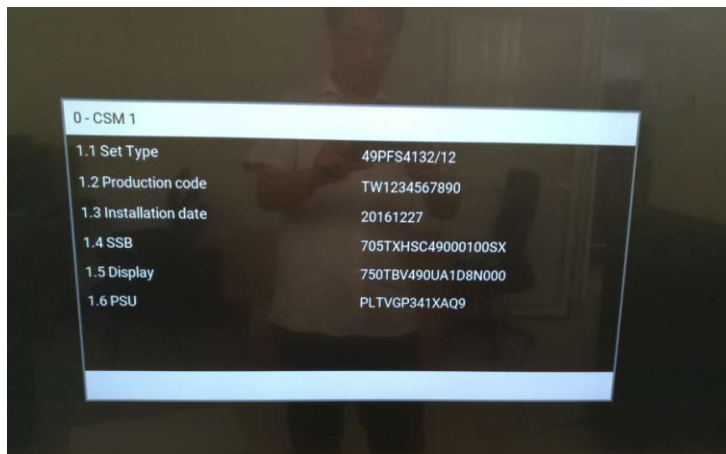 0 - CSM 1
1.1 Set Type 49PFS4132/12
1.2 Production code TW1234567890
1.3 Installation date 20161227
1.4 SSB 705TXHSC49000100SX
1.5 Display 750TBV490UA1D8N000
1.6 PSU PLTVGP341XAQ9